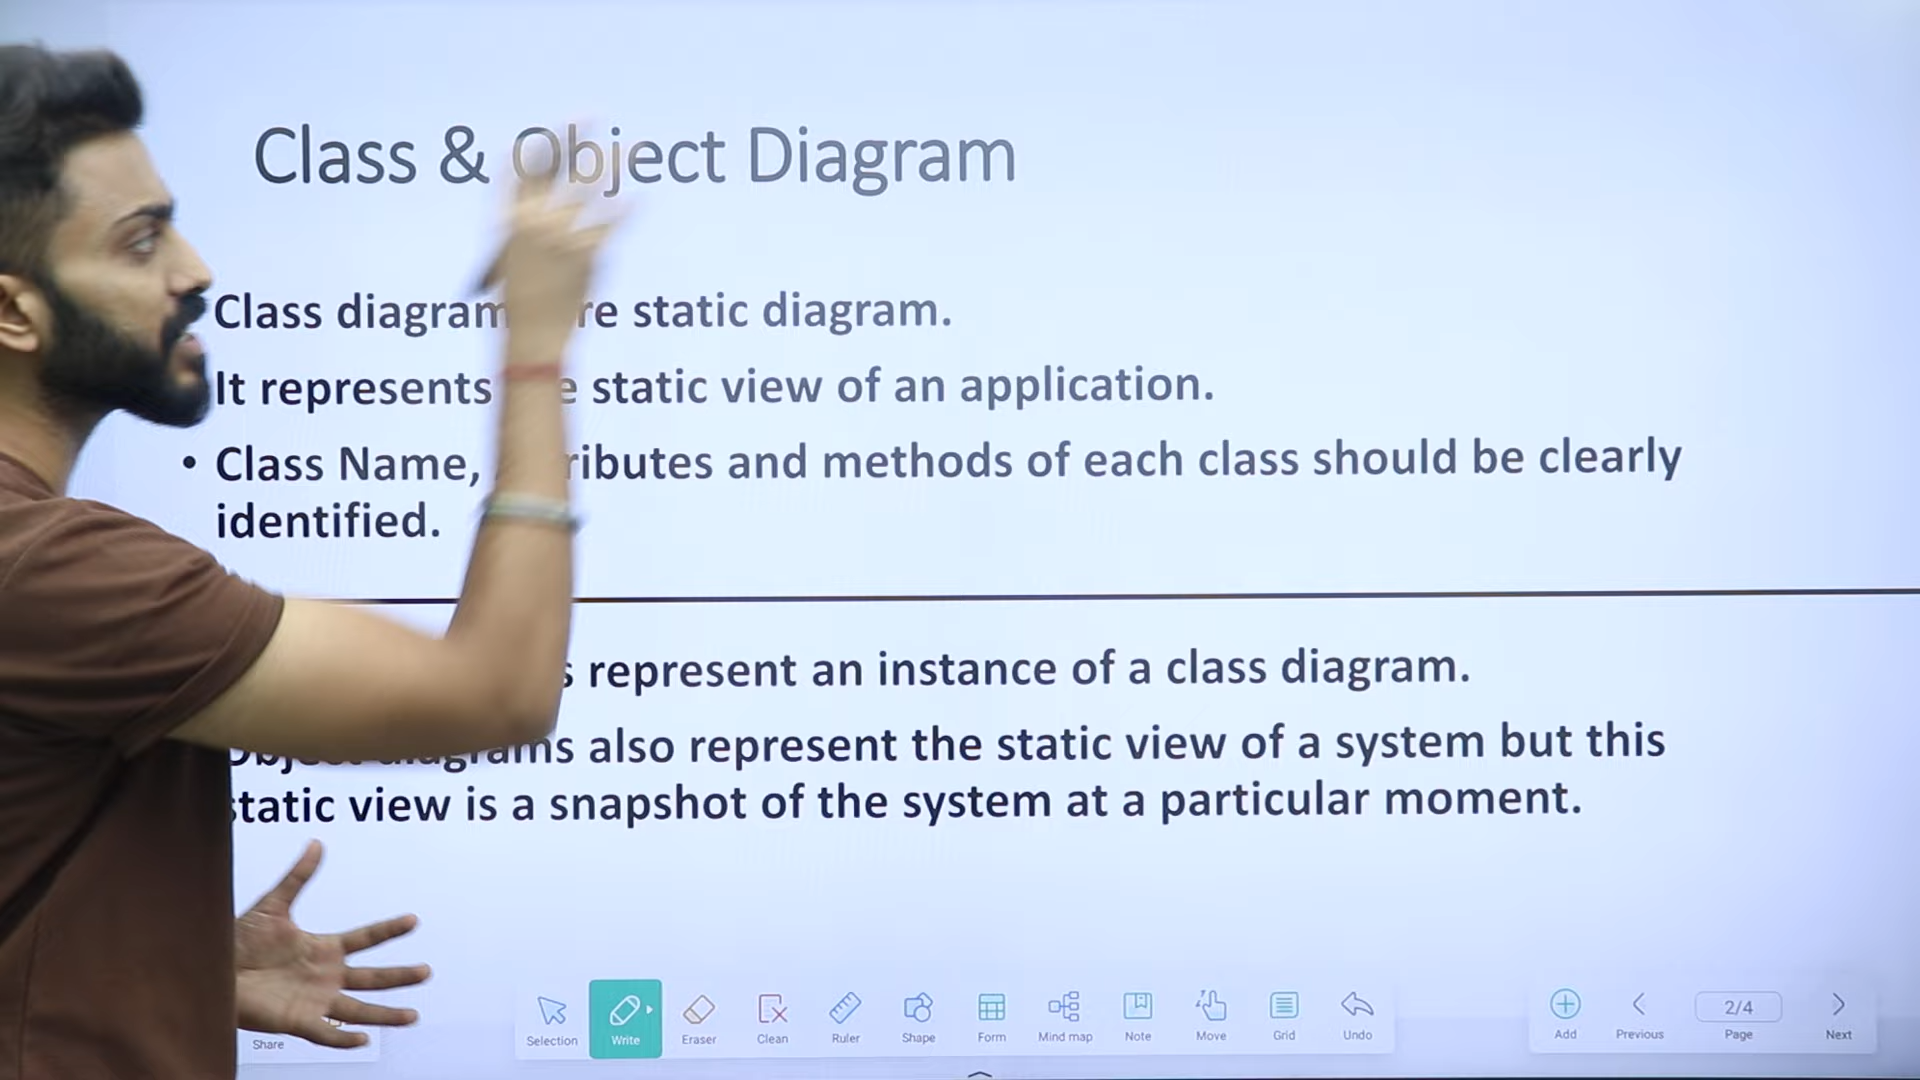 Class & Object Diagram
Class diagram re static diagram.
It represents static view of an application.
• Class Name, ributes and methods of each class should be clearly
identified.
represent an instance of a class diagram.
diagrams also represent the static view of a system but this
static view is a snapshot of the system at a particular moment.
Share
Selection
Write
Eraser
Clean
Ruler
Shape
Form
Mind map
Note
Move
Grid
Undo
Add
Previous
2/4
Page
Next